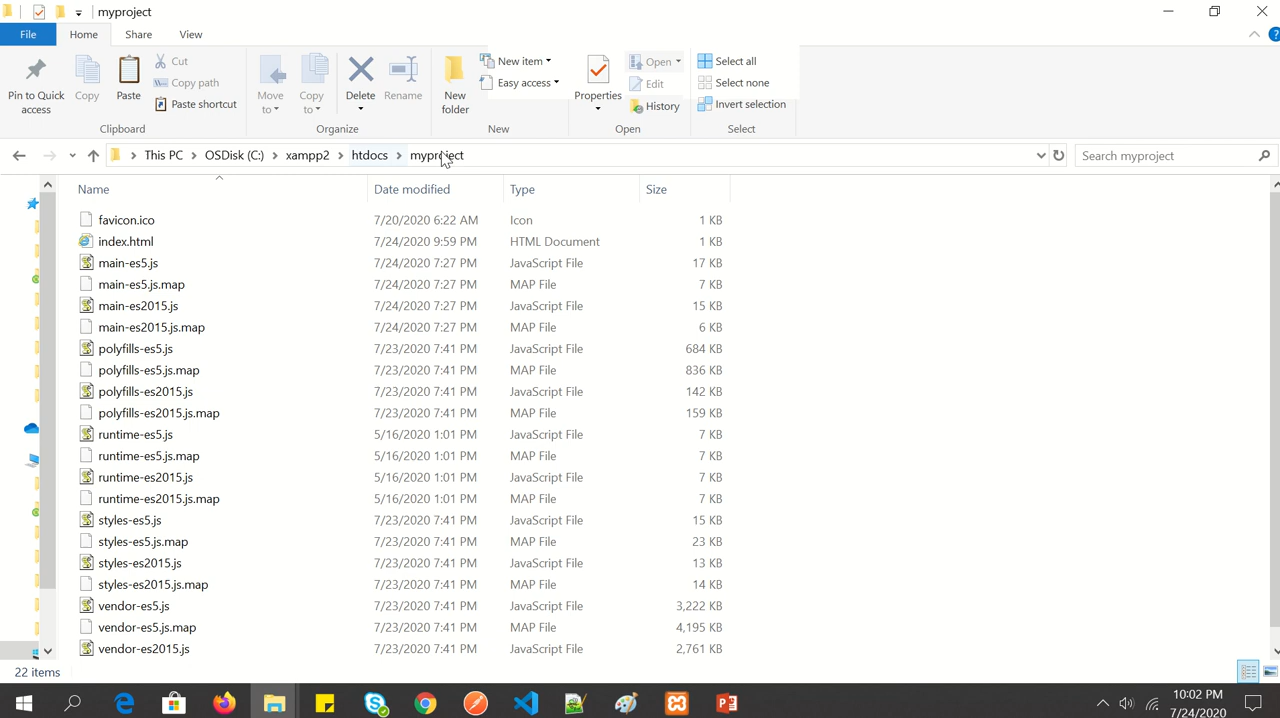 myproject
File Home Share View
Pin to Quick access
Copy
Paste
Cut
Copy path
Paste shortcut
Clipboard
Move to
Copy to
Delete
Rename
Organize
New folder
New item
Easy access
New
Properties
Open
Edit
History
Open
Select all
Select none
Invert selection
Select
This PC > OSDisk (C:) > xampp2 > htdocs > myproject
Search myproject
Name Date modified Type Size
favicon.ico 7/20/2020 6:22 AM Icon 1 KB
index.html 7/24/2020 9:59 PM HTML Document 1 KB
main-es5.js 7/24/2020 7:27 PM JavaScript File 17 KB
main-es5.js.map 7/24/2020 7:27 PM MAP File 7 KB
main-es2015.js 7/24/2020 7:27 PM JavaScript File 15 KB
main-es2015.js.map 7/24/2020 7:27 PM MAP File 6 KB
polyfills-es5.js 7/23/2020 7:41 PM JavaScript File 684 KB
polyfills-es5.js.map 7/23/2020 7:41 PM MAP File 836 KB
polyfills-es2015.js 7/23/2020 7:41 PM JavaScript File 142 KB
polyfills-es2015.js.map 7/23/2020 7:41 PM MAP File 159 KB
runtime-es5.js 5/16/2020 1:01 PM JavaScript File 7 KB
runtime-es5.js.map 5/16/2020 1:01 PM MAP File 7 KB
runtime-es2015.js 5/16/2020 1:01 PM JavaScript File 7 KB
runtime-es2015.js.map 5/16/2020 1:01 PM MAP File 7 KB
styles-es5.js 7/23/2020 7:41 PM JavaScript File 15 KB
styles-es5.js.map 7/23/2020 7:41 PM MAP File 23 KB
styles-es2015.js 7/23/2020 7:41 PM JavaScript File 13 KB
styles-es2015.js.map 7/23/2020 7:41 PM MAP File 14 KB
vendor-es5.js 7/23/2020 7:41 PM JavaScript File 3,222 KB
vendor-es5.js.map 7/23/2020 7:41 PM MAP File 4,195 KB
vendor-es2015.js 7/23/2020 7:41 PM JavaScript File 2,761 KB
22 items
10:02 PM
7/24/2020